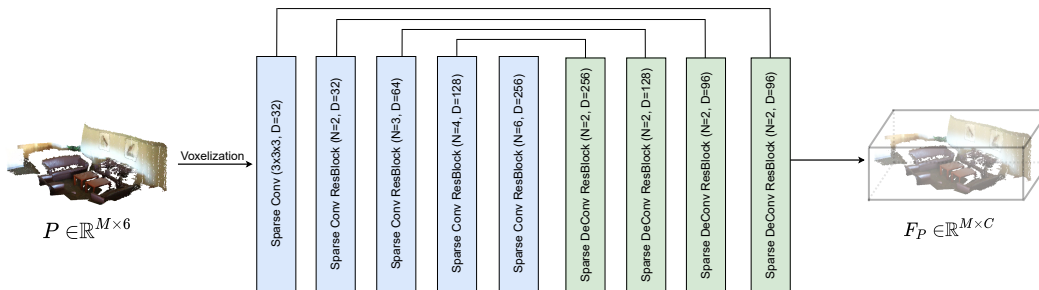 Voxelization
P ∈ ℝ^{M×6}
Sparse Conv (3x3x3, D=32)
Sparse Conv ResBlock (N=2, D=32)
Sparse Conv ResBlock (N=3, D=64)
Sparse Conv ResBlock (N=4, D=128)
Sparse Conv ResBlock (N=6, D=256)
Sparse DeConv ResBlock (N=2, D=256)
Sparse DeConv ResBlock (N=2, D=128)
Sparse DeConv ResBlock (N=2, D=96)
Sparse DeConv ResBlock (N=2, D=96)
F_P ∈ ℝ^{M×C}